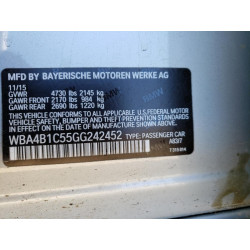 MFD BY BAYERISCHE MOTOREN WERKE AG
11/15
GVWR 4730 lbs 2145 kg
GAWR FRONT 2170 lbs 984 kg
GAWR REAR 2690 lbs 1220 kg
THIS VEHICLE CONFORMS TO ALL
APPLICABLE U.S. FEDERAL MOTOR
VEHICLE SAFETY, BUMPER, AND
THEFT PREVENTION STANDARDS
IN EFFECT ON THE DATE OF
MANUFACTURE SHOWN ABOVE.
WBA4B1C55GG242452
TYPE: PASSENGER CAR